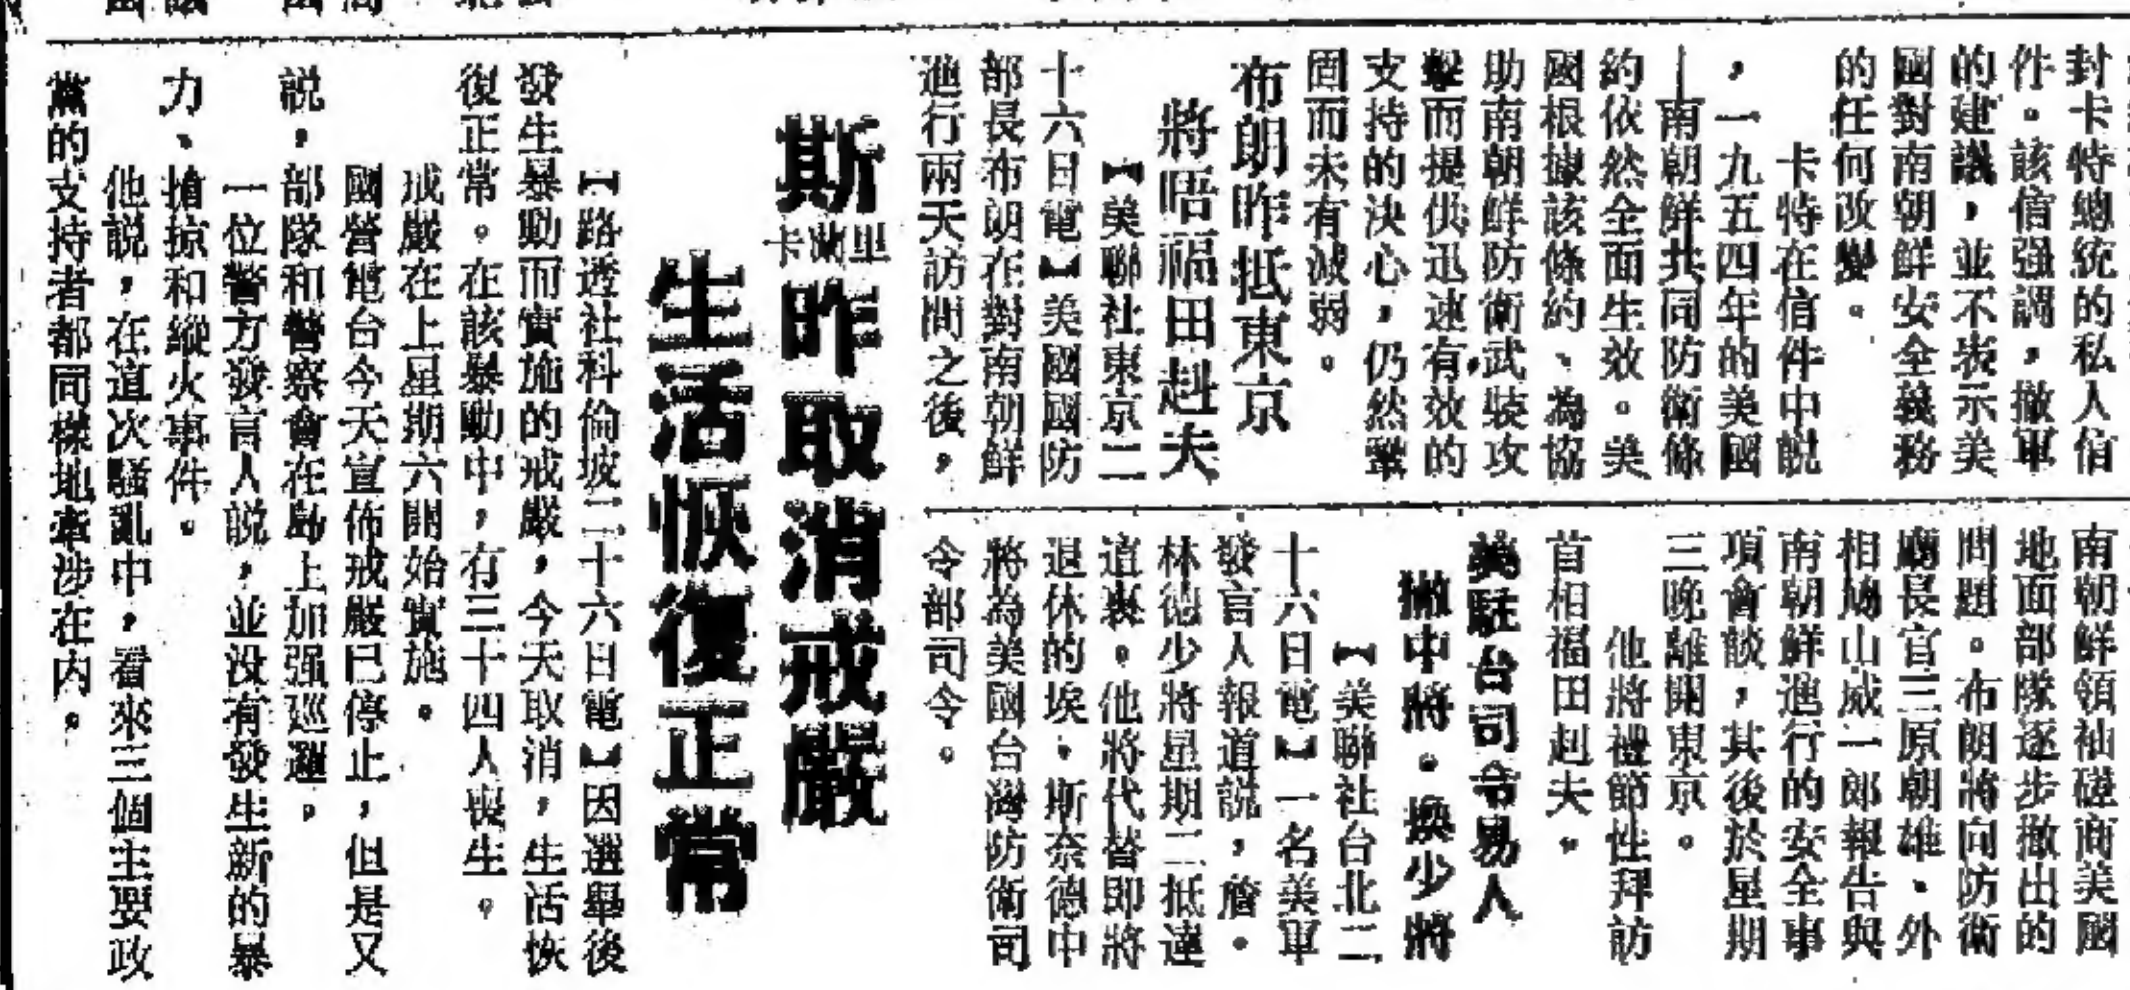 封卡特總統的私人信
件。該信强調，撤軍
的建議，並不表示美
國對南朝鮮安全義務
的任何改變。
卡特在信件中說
，一九五四年的美國
—南朝鮮共同防衛條
約依然全面生效。美
國根據該條約、為協
助南朝鮮防衛武裝攻
擊而提供迅速有效的
支持的決心，仍然堅
固而未有減弱。
布朗昨抵東京
將晤福田赳夫
【美聯社東京二
十六日電】美國國防
部長布朗在對南朝鮮
進行兩天訪問之後，
南朝鮮領袖磋商美國
地面部隊逐步撤出的
問題。布朗將向防衛
廳長官三原朝雄、外
相鳩山威一郎報告與
南朝鮮進行的安全事
項會談，其後於星期
三晚離開東京。
他將禮節性拜訪
首相福田赳夫。
美駐台司令易人
撤中將．換少將
【美聯社台北二
十六日電】一名美軍
發言人報道說，詹．
林德少將星期二抵達
這裏。他將代替即將
退休的埃．斯奈德中
將為美國台灣防衛司
令部司令。
斯里蘭卡昨取消戒嚴
生活恢復正常
【路透社科倫坡二十六日電】因選舉後
發生暴動而實施的戒嚴，今天取消，生活恢
復正常。在該暴動中，有三十四人喪生。
戒嚴在上星期六開始實施。
國營電台今天宣佈戒嚴已停止，但是又
説，部隊和警察會在島上加强巡邏。
一位警方發言人説，並没有發生新的暴
力、搶掠和縱火事件。
他説，在這次騷亂中，看來三個主要政
黨的支持者都同樣地牽涉在内。